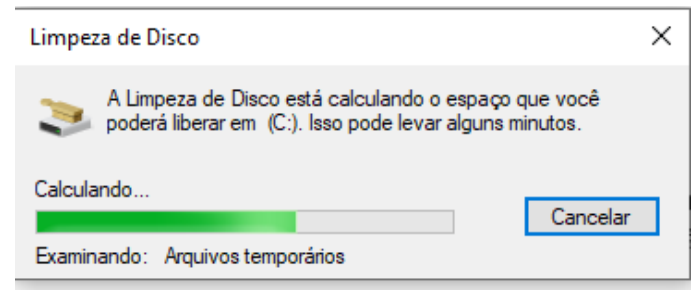 Limpeza de Disco
A Limpeza de Disco está calculando o espaço que você
poderá liberar em (C:). Isso pode levar alguns minutos.
Calculando...
Cancelar
Examinando: Arquivos temporários